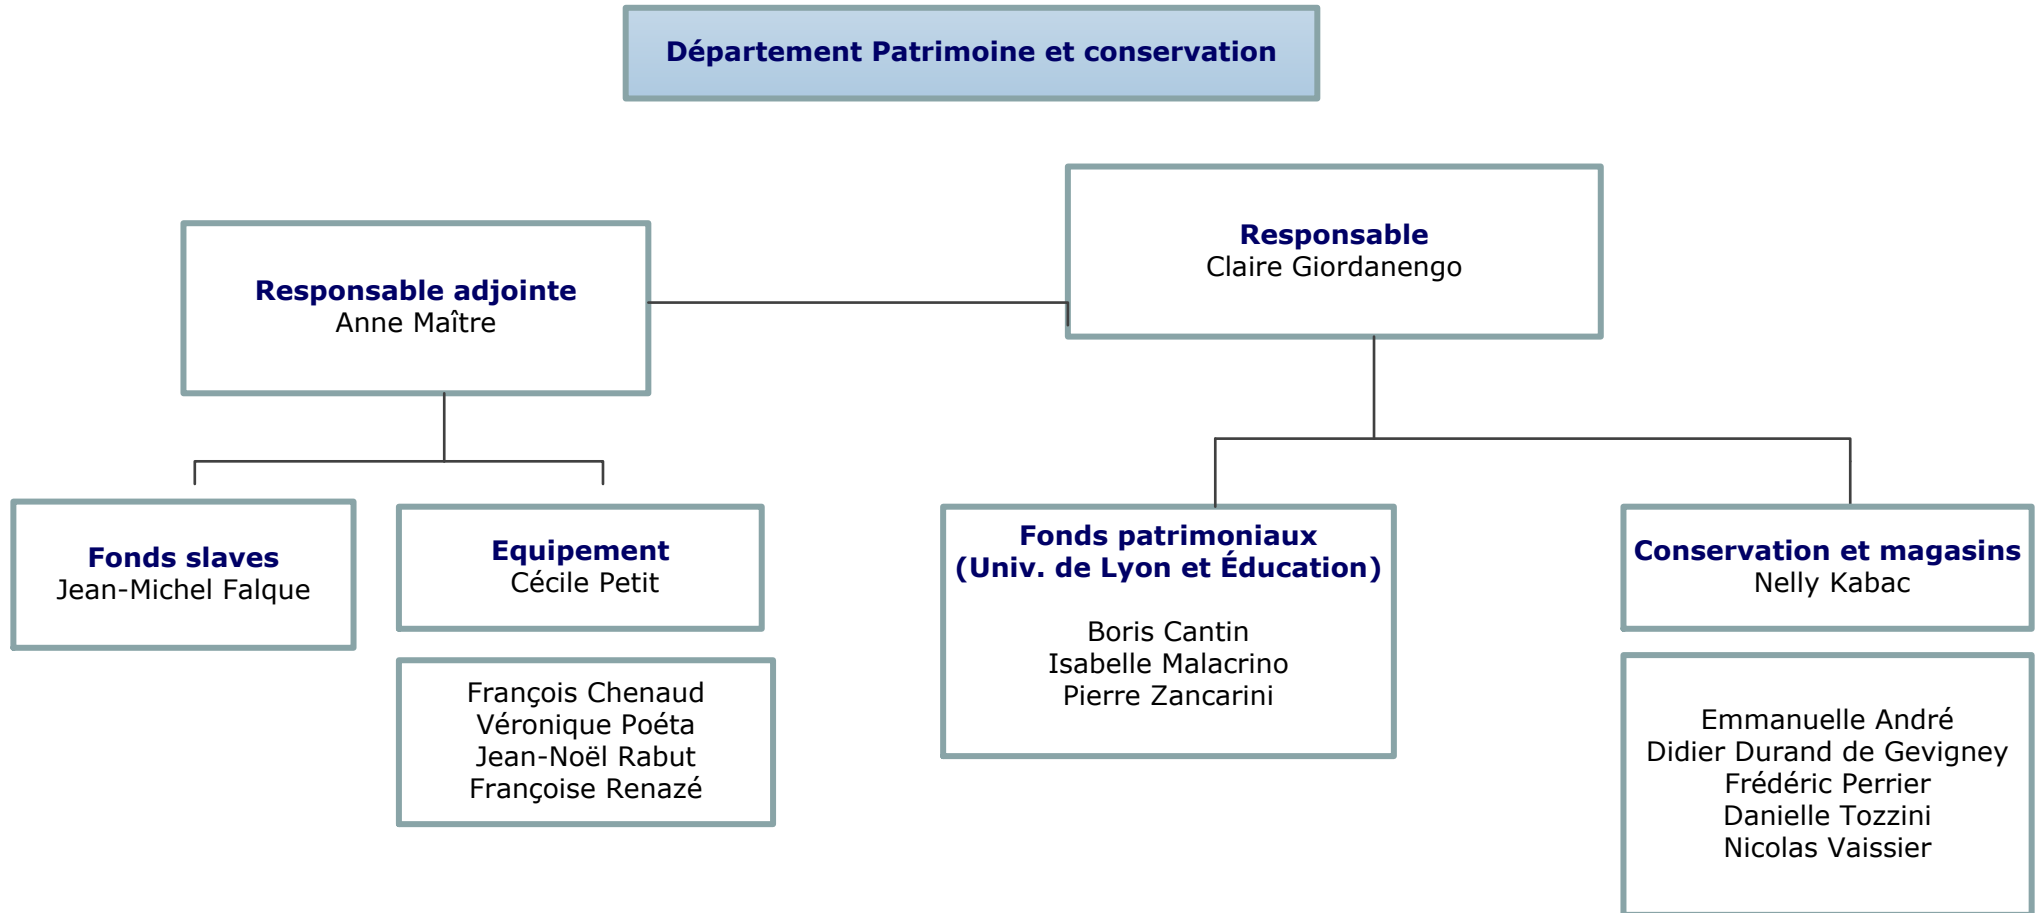 Département Patrimoine et conservation
Responsable
Claire Giordanengo
Responsable adjointe
Anne Maître
Fonds slaves
Jean-Michel Falque
Equipement
Cécile Petit
François Chenaud
Véronique Poéta
Jean-Noël Rabut
Françoise Renazé
Fonds patrimoniaux
(Univ. de Lyon et Éducation)
Boris Cantin
Isabelle Malacrino
Pierre Zancarini
Conservation et magasins
Nelly Kabac
Emmanuelle André
Didier Durand de Gevigney
Frédéric Perrier
Danielle Tozzini
Nicolas Vaissier